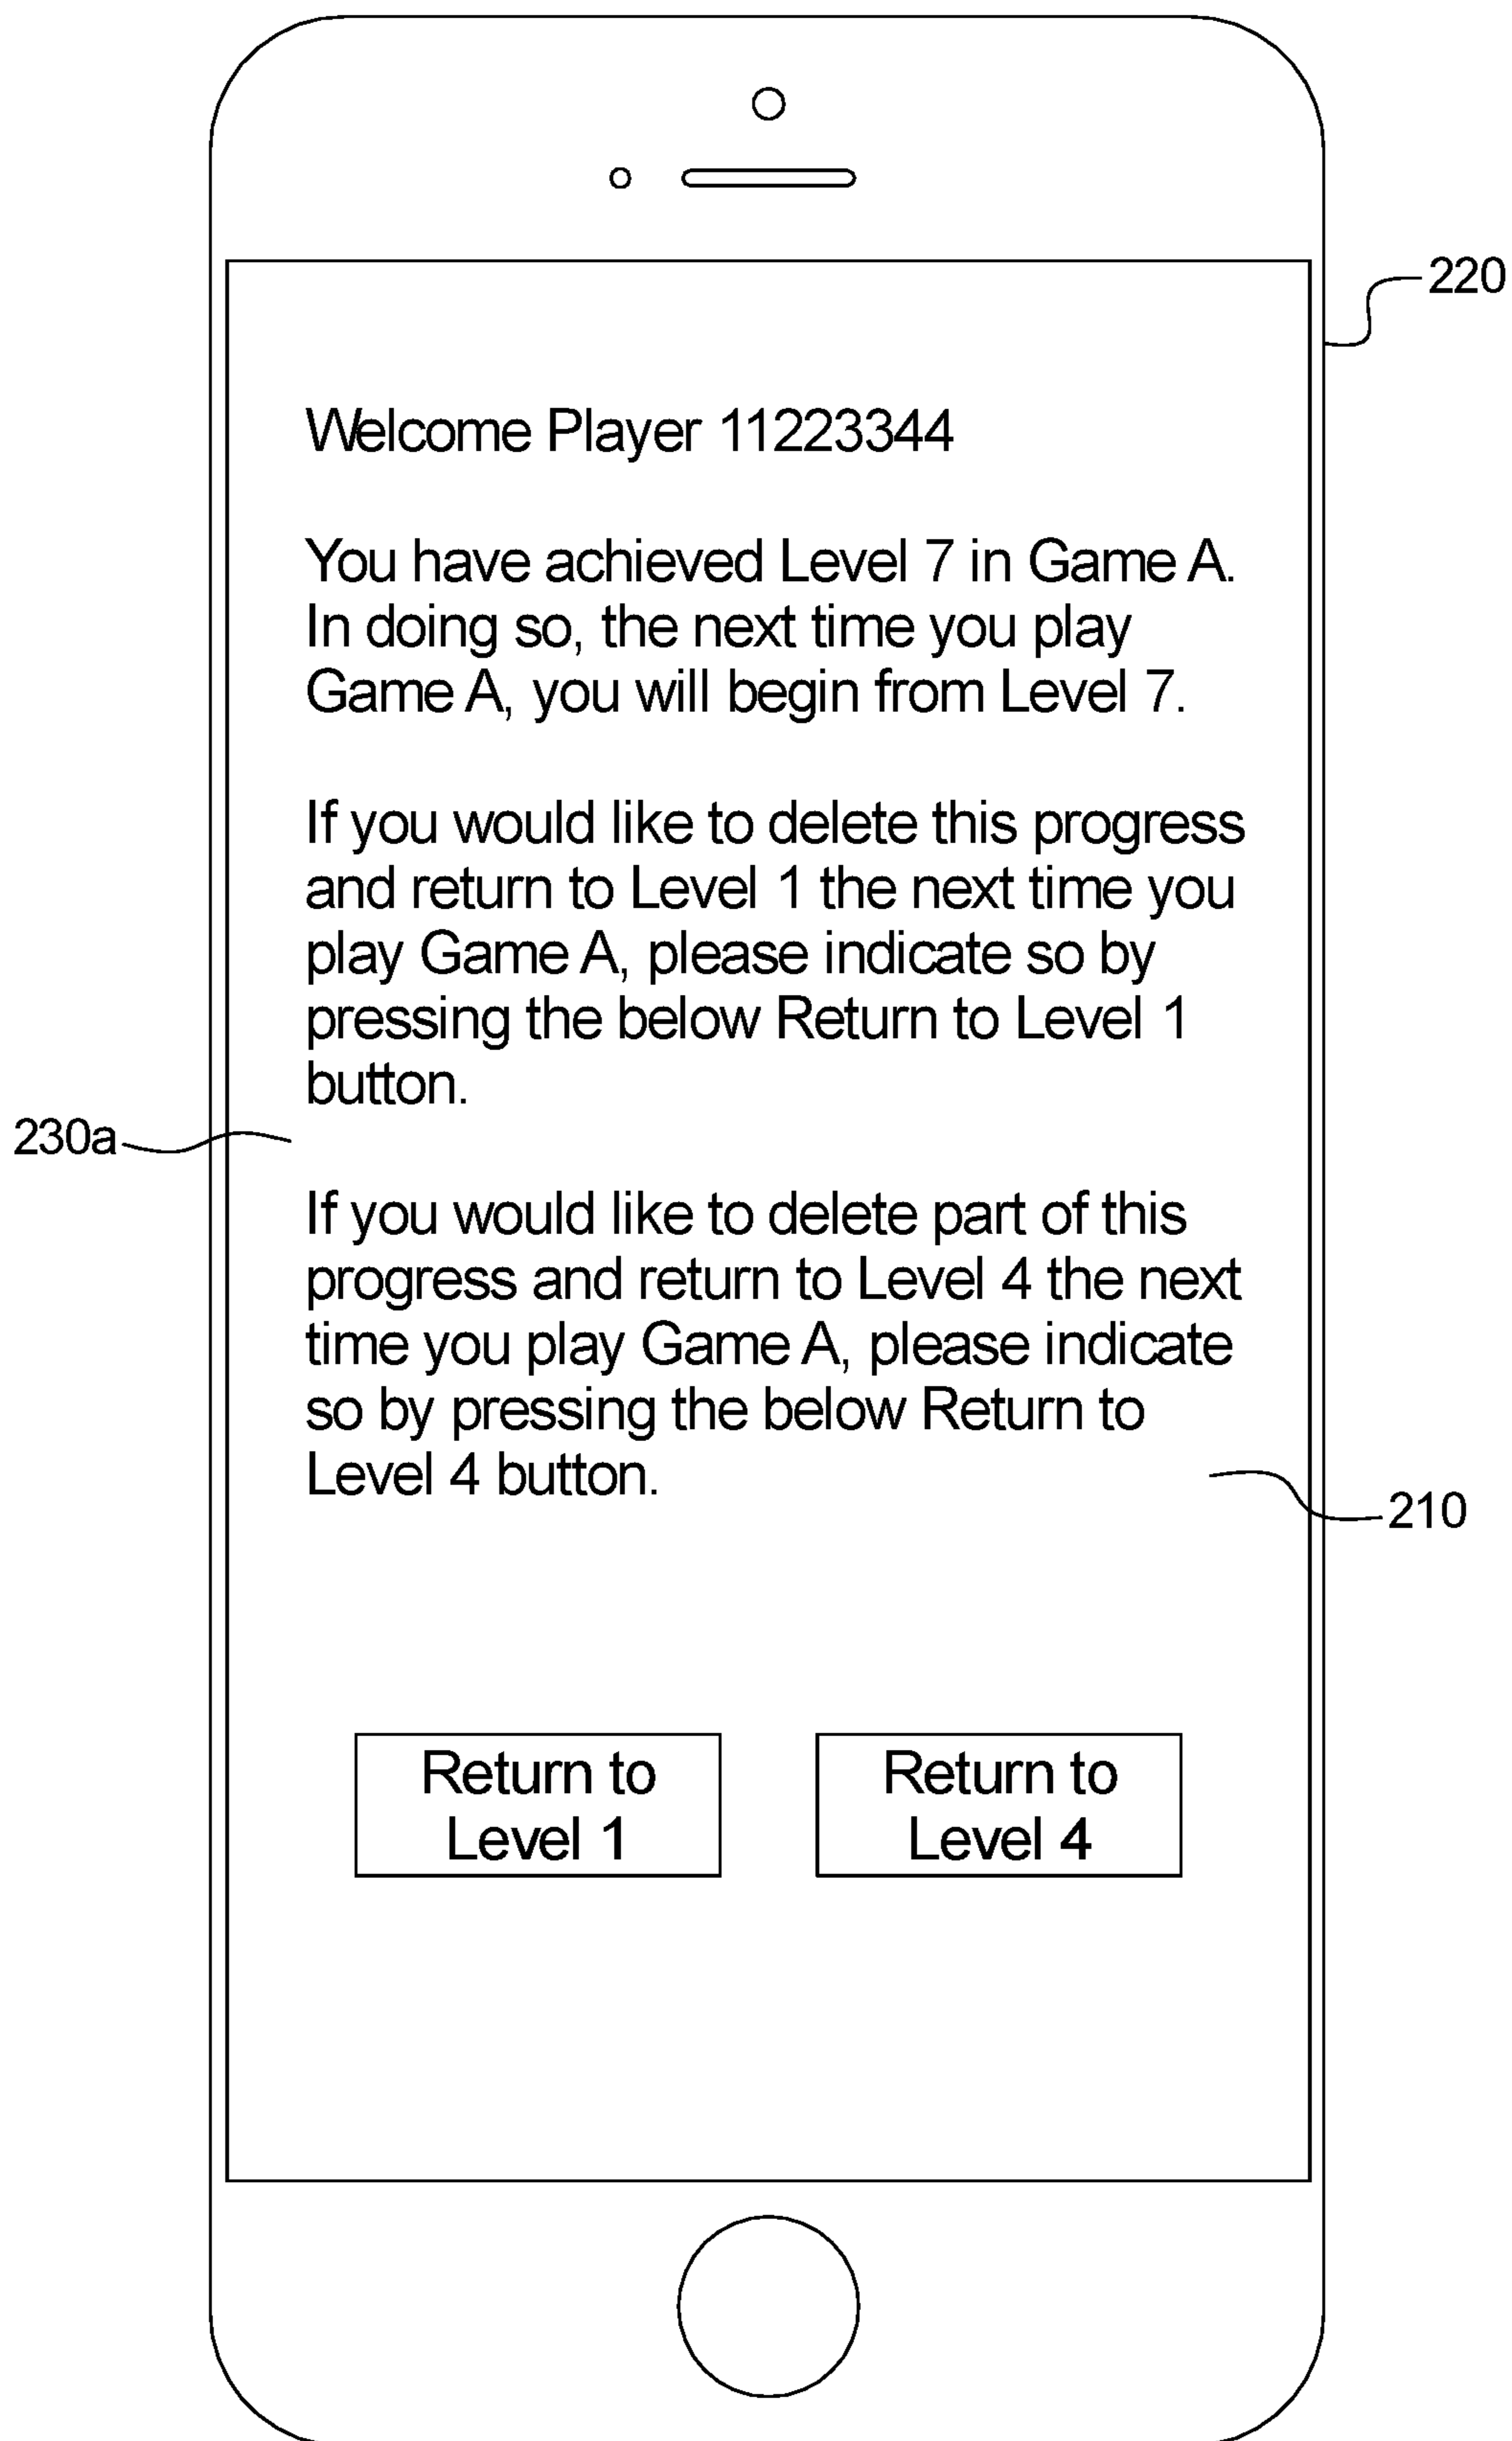 220
Welcome Player 11223344
You have achieved Level 7 in Game A.
In doing so, the next time you play
Game A, you will begin from Level 7.
If you would like to delete this progress
and return to Level 1 the next time you
play Game A, please indicate so by
pressing the below Return to Level 1
button.
230a
If you would like to delete part of this
progress and return to Level 4 the next
time you play Game A, please indicate
so by pressing the below Return to
Level 4 button.
210
Return to
Level 1
Return to
Level 4